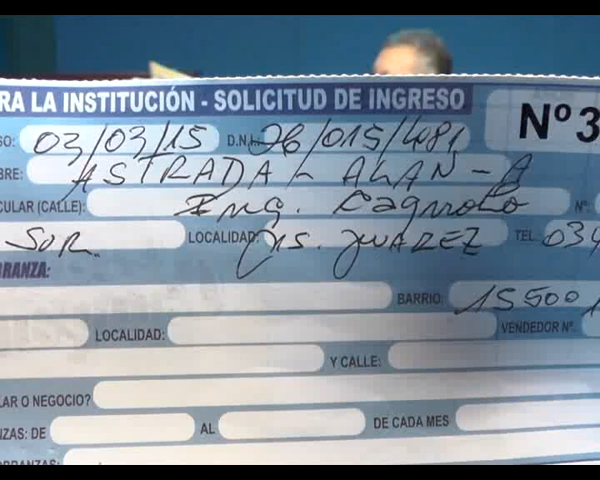 RA LA INSTITUCIÓN - SOLICITUD DE INGRESO Nº3
SO: 03/03/15 D.N.I. 26/015/481
BRE: ASTRADA - ALAN - A
CULAR (CALLE): Ing. Cagnolo Nº:
SUR. LOCALIDAD: Ms. JUAREZ TEL: 034
RANZA:
BARRIO: 15500
LOCALIDAD: VENDEDOR Nº.
Y CALLE:
LAR O NEGOCIO?
NZAS: DE AL DE CADA MES